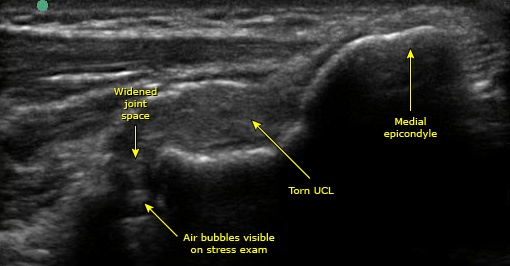 Widened
joint
space
Medial
epicondyle
Torn UCL
Air bubbles visible
on stress exam